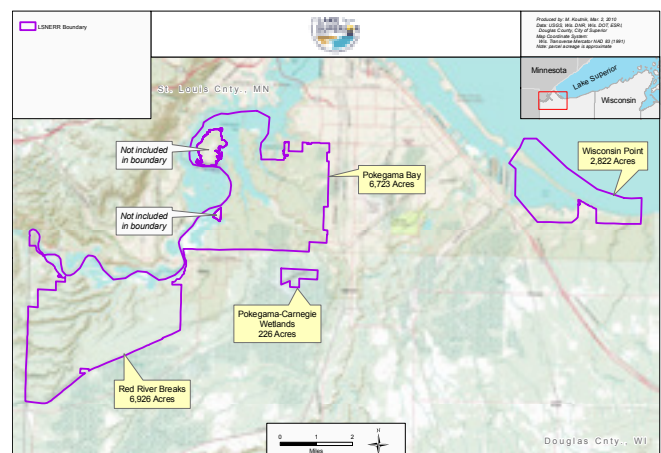 LSNERR Boundary
Produced by: M. Koutnik, Mar. 2, 2010
Data: USGS, Wis. DNR, Wis. DOT, ESRI,
Douglas County, City of Superior
Map Coordinate System:
Wis. Transverse Mercator NAD 83 (1991)
Note: parcel acreage is approximate
Minnesota
Lake Superior
Wisconsin
St. Louis Cnty., MN
Not included
in boundary
Wisconsin Point
2,822 Acres
Pokegama Bay
6,723 Acres
Not included
in boundary
Pokegama-Carnegie
Wetlands
226 Acres
Red River Breaks
6,926 Acres
N
0 1 2
Miles
Douglas Cnty., WI